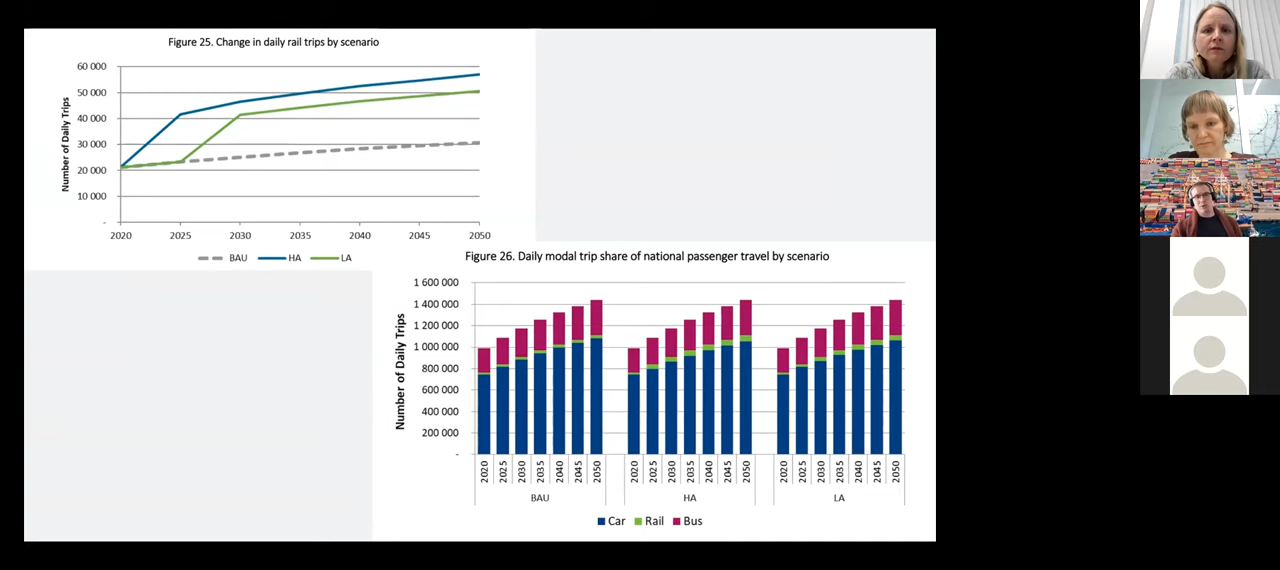 Figure 25. Change in daily rail trips by scenario
Number of Daily Trips
60 000
50 000
40 000
30 000
20 000
10 000
-
2020 2025 2030 2035 2040 2045 2050
BAU HA LA
Figure 26. Daily modal trip share of national passenger travel by scenario
Number of Daily Trips
1 600 000
1 400 000
1 200 000
1 000 000
800 000
600 000
400 000
200 000
-
2020 2025 2030 2035 2040 2045 2050 2020 2025 2030 2035 2040 2045 2050 2020 2025 2030 2035 2040 2045 2050
BAU HA LA
Car Rail Bus